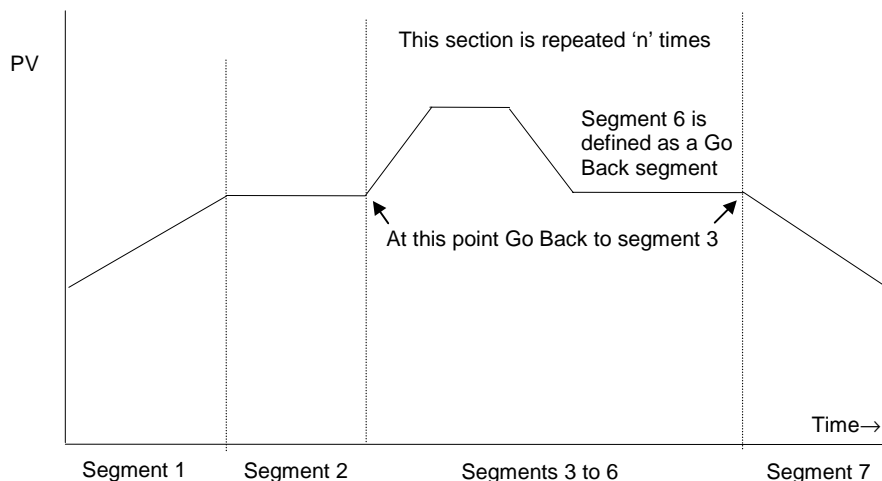 This section is repeated ‘n’ times
PV
Segment 6 is
defined as a Go
Back segment
At this point Go Back to segment 3
Time→
Segment 1
Segment 2
Segments 3 to 6
Segment 7